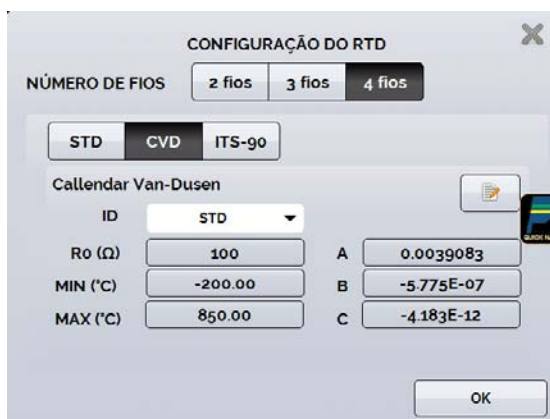 CONFIGURAÇÃO DO RTD
NÚMERO DE FIOS 2 fios 3 fios 4 fios
STD CVD ITS-90
Callendar Van-Dusen
ID STD
Ro (Ω) 100 A 0.0039083
MIN (°C) -200.00 B -5.775E-07
MAX (°C) 850.00 C -4.183E-12
OK